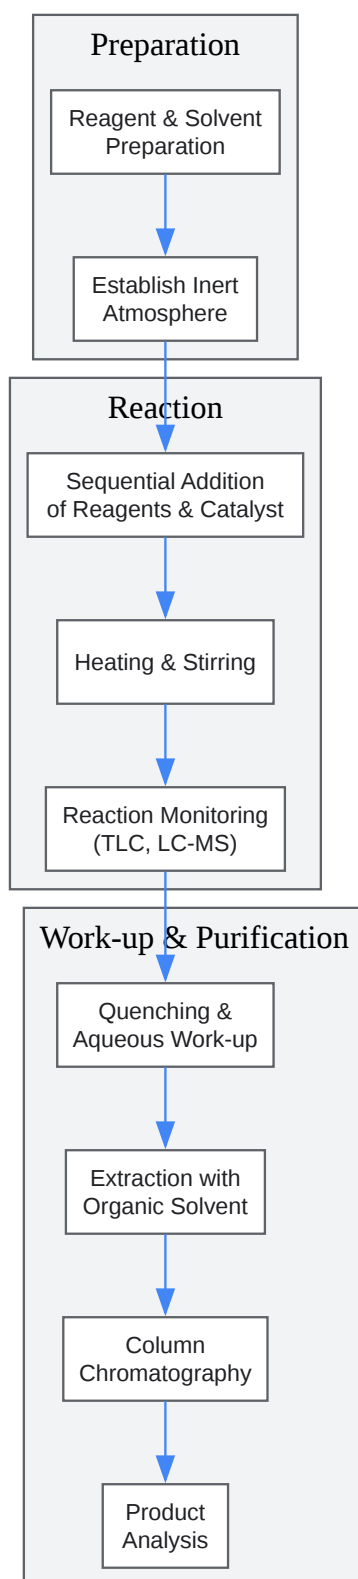 Preparation
Reagent & Solvent
Preparation
Establish Inert
Atmosphere
Reaction
Sequential Addition
of Reagents & Catalyst
Heating & Stirring
Reaction Monitoring
(TLC, LC-MS)
Work-up & Purification
Quenching &
Aqueous Work-up
Extraction with
Organic Solvent
Column
Chromatography
Product
Analysis